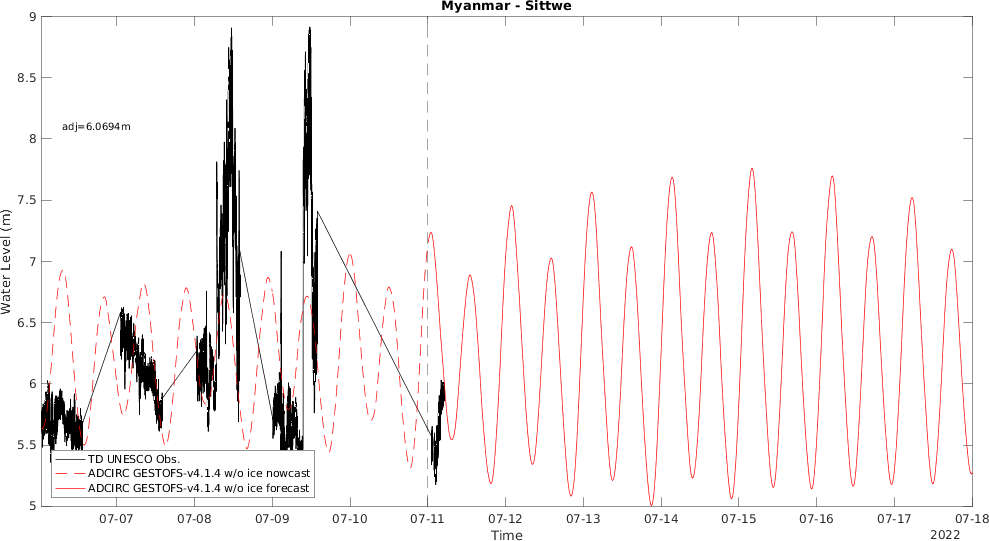 Myanmar - Sittwe
9
8.5
8
7.5
7
6.5
6
5.5
5
Water Level (m)
adj=6.0694m
TD UNESCO Obs.
ADCIRC GESTOFS-v4.1.4 w/o ice nowcast
ADCIRC GESTOFS-v4.1.4 w/o ice forecast
07-07 07-08 07-09 07-10 07-11 07-12 07-13 07-14 07-15 07-16 07-17 07-18
Time
2022